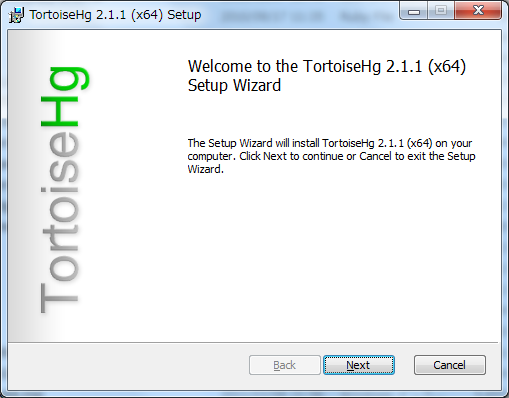 TortoiseHg 2.1.1 (x64) Setup
TortoiseHg
Welcome to the TortoiseHg 2.1.1 (x64)
Setup Wizard
The Setup Wizard will install TortoiseHg 2.1.1 (x64) on your
computer. Click Next to continue or Cancel to exit the Setup
Wizard.
Back
Next
Cancel